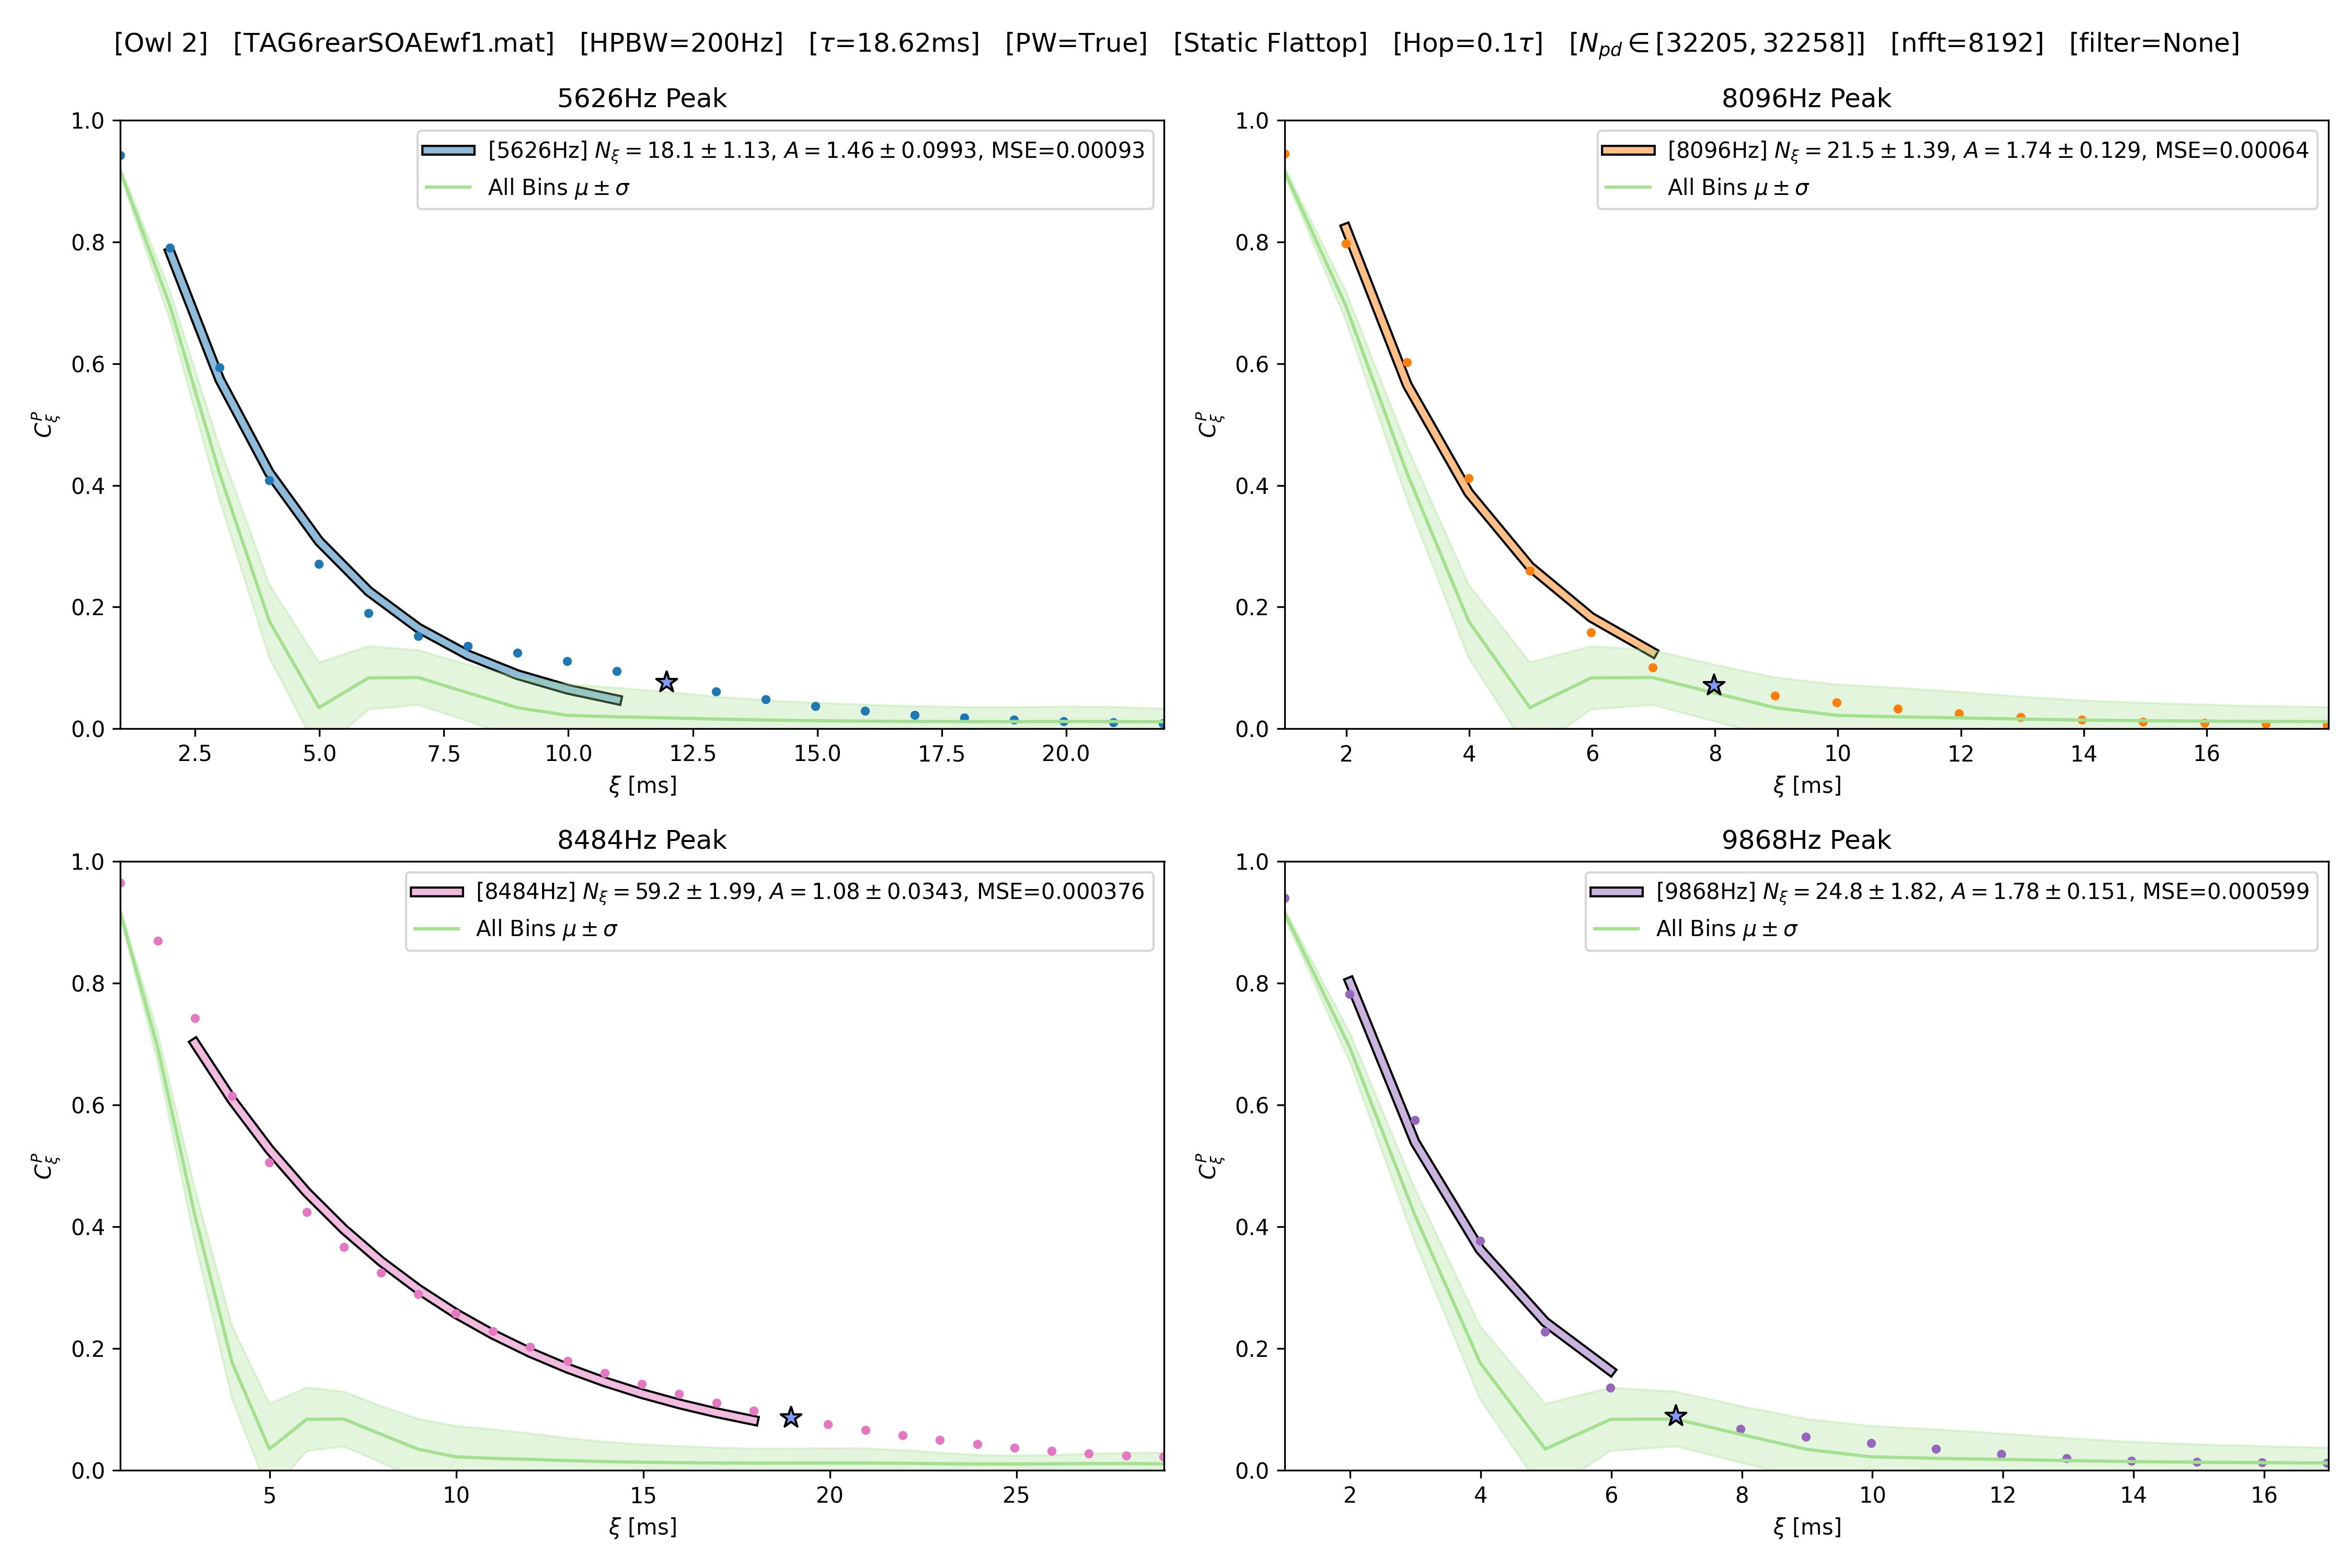 [Owl 2] [TAG6rearSOAEwf1.mat] [HPBW=200Hz] [τ=18.62ms] [PW=True] [Static Flattop] [Hop=0.1τ] [N_pd ∈ [32205, 32258]] [nfft=8192] [filter=None]
5626Hz Peak
[5626Hz] N_ξ = 18.1 ± 1.13, A = 1.46 ± 0.0993, MSE=0.00093
All Bins μ ± σ
C_ξ^P
1.0
0.8
0.6
0.4
0.2
0.0
2.5 5.0 7.5 10.0 12.5 15.0 17.5 20.0
ξ [ms]
8096Hz Peak
[8096Hz] N_ξ = 21.5 ± 1.39, A = 1.74 ± 0.129, MSE=0.00064
All Bins μ ± σ
C_ξ^P
1.0
0.8
0.6
0.4
0.2
0.0
2 4 6 8 10 12 14 16
ξ [ms]
8484Hz Peak
[8484Hz] N_ξ = 59.2 ± 1.99, A = 1.08 ± 0.0343, MSE=0.000376
All Bins μ ± σ
C_ξ^P
1.0
0.8
0.6
0.4
0.2
0.0
5 10 15 20 25
ξ [ms]
9868Hz Peak
[9868Hz] N_ξ = 24.8 ± 1.82, A = 1.78 ± 0.151, MSE=0.000599
All Bins μ ± σ
C_ξ^P
1.0
0.8
0.6
0.4
0.2
0.0
2 4 6 8 10 12 14 16
ξ [ms]